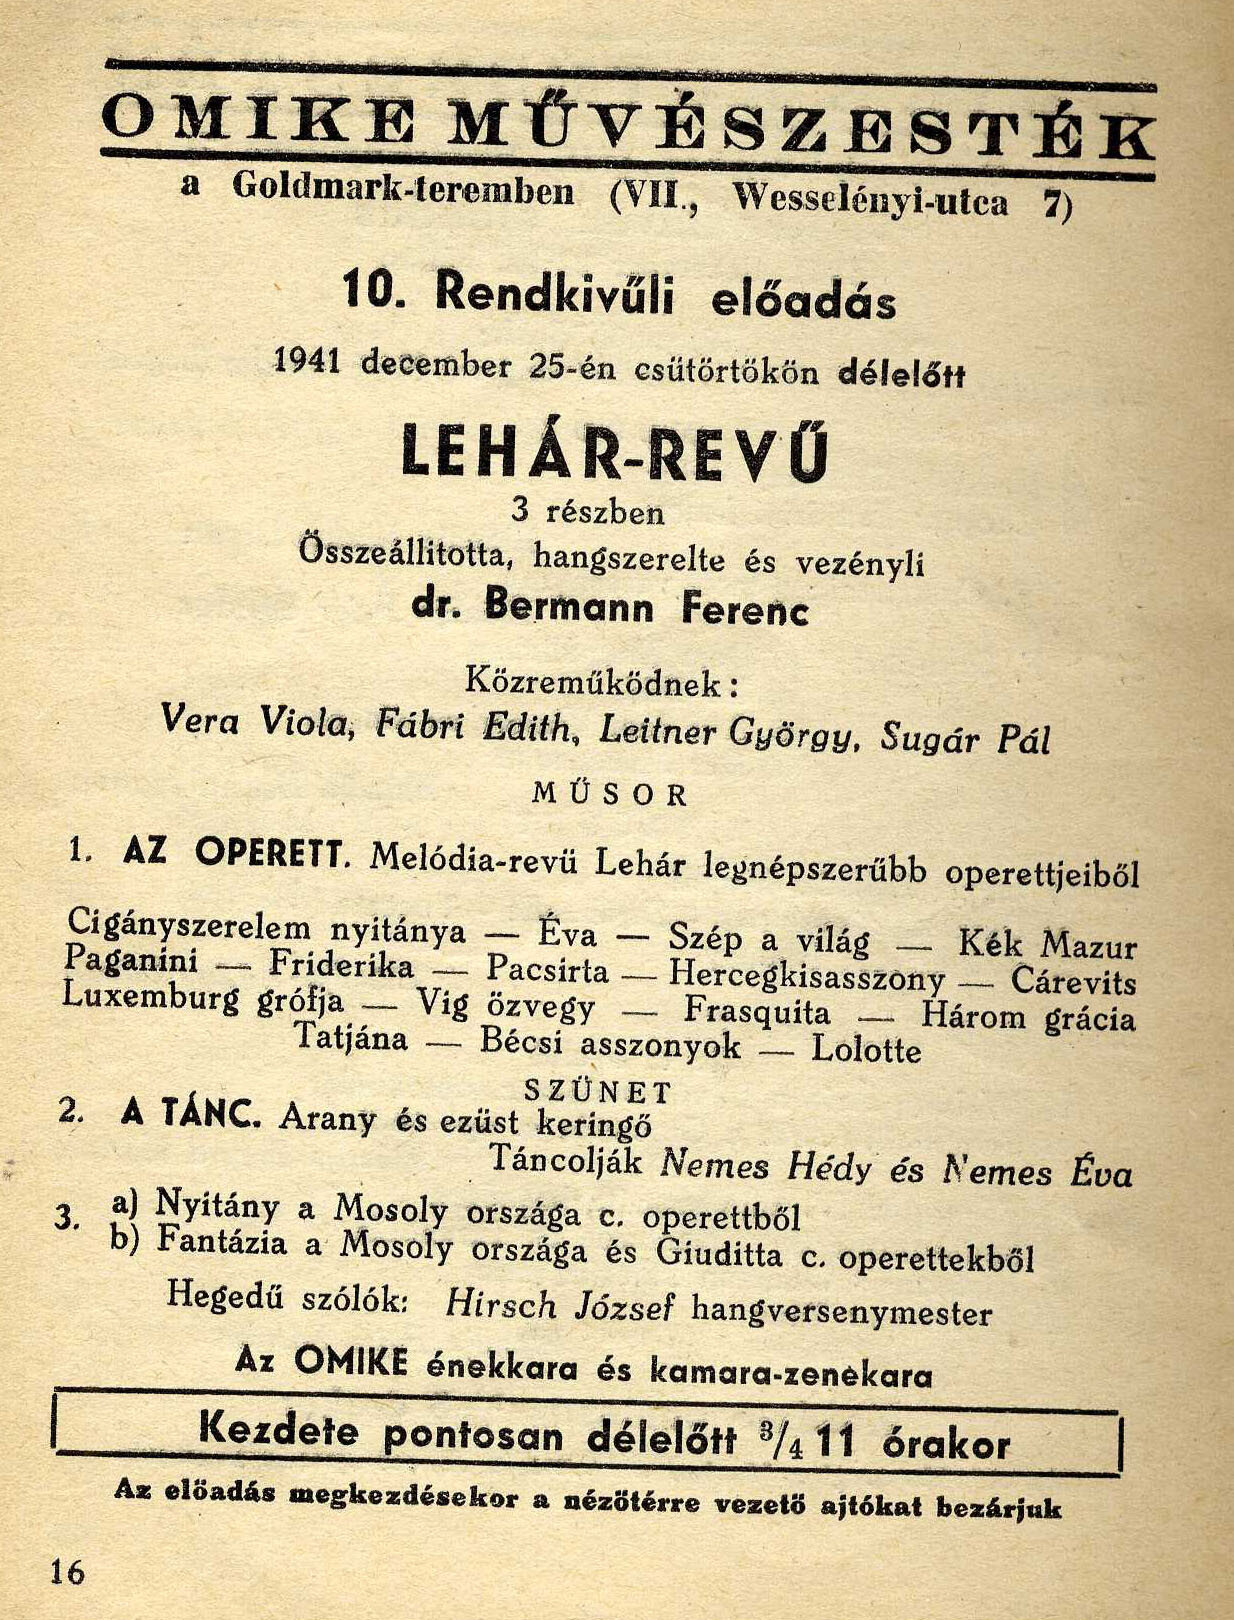 OMIKE MŰVÉSZESTÉK
a Goldmark-teremben (VII., Wesselényi-utca 7)
10. Rendkivűli előadás
1941 december 25-én csütörtökön délelőtt
LEHÁR-REVŰ
3 részben
Összeállitotta, hangszerelte és vezényli
dr. Bermann Ferenc
Közreműködnek:
Vera Viola, Fábri Edith, Leitner György, Sugár Pál
MŰSOR
1. AZ OPERETT. Melódia-revü Lehár legnépszerűbb operettjeiből
Cigányszerelem nyitánya — Éva — Szép a világ — Kék Mazur
Paganini — Friderika — Pacsirta — Hercegkisasszony — Cárevits
Luxemburg grófja — Vig özvegy — Frasquita — Három grácia
Tatjána — Bécsi asszonyok — Lolotte
SZÜNET
2. A TÁNC. Arany és ezüst keringő
Táncolják Nemes Hédy és Nemes Éva
3. a) Nyitány a Mosoly országa c. operettből
b) Fantázia a Mosoly országa és Giuditta c. operettekből
Hegedű szólók: Hirsch József hangversenymester
Az OMIKE énekkara és kamara-zenekara
Kezdete pontosan délelőtt ¾ 11 órakor
Az előadás megkezdésekor a nézőtérre vezető ajtókat bezárjuk
16